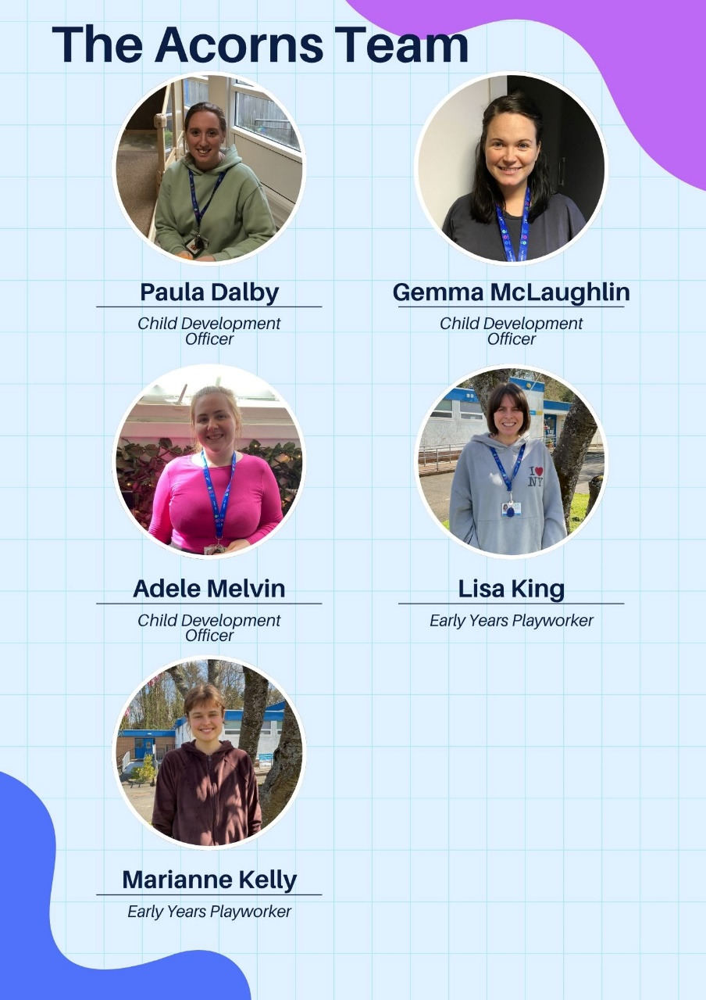 The Acorns Team
Paula Dalby
Child Development
Officer
Gemma McLaughlin
Child Development
Officer
I ♥
NY
Adele Melvin
Child Development
Officer
Lisa King
Early Years Playworker
Marianne Kelly
Early Years Playworker